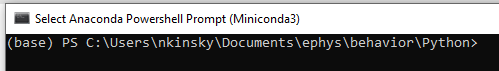 Select Anaconda Powershell Prompt (Miniconda3)
(base) PS C:\Users\nkinsky\Documents\ephys\behavior\Python>